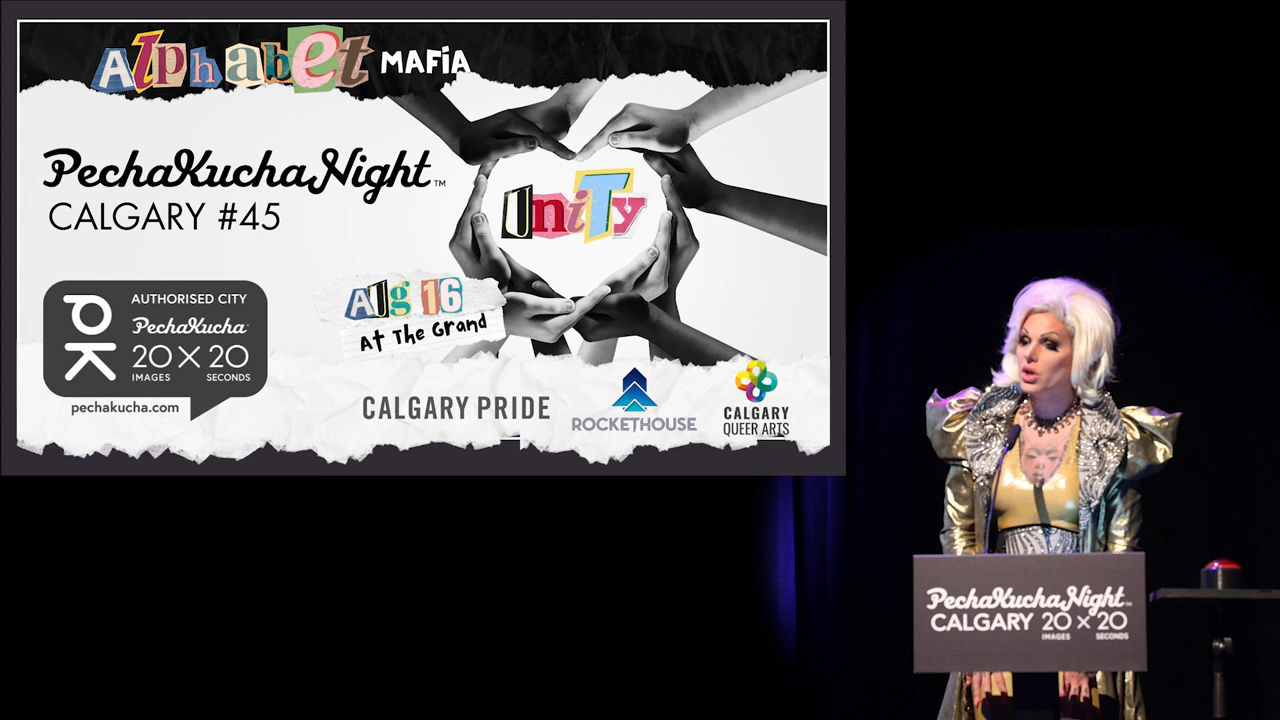 Alphabet MAFiA
PechaKuchaNight™
CALGARY #45
UniTy
Aug 16
At The Grand
PK
AUTHORISED CITY
PechaKucha
20 × 20
IMAGES SECONDS
pechakucha.com
CALGARY PRIDE
ROCKETHOUSE
CALGARY
QUEER ARTS
PechaKuchaNight™
CALGARY 20 × 20
IMAGES SECONDS